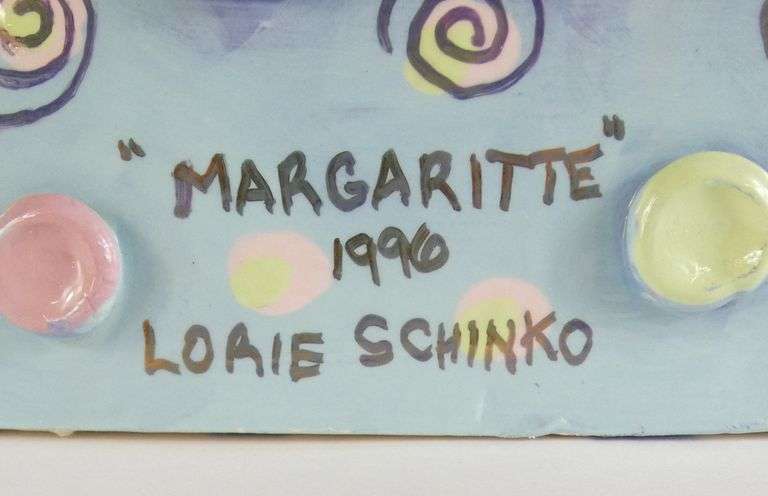 "MARGARITTE"
1996
LORIE SCHINKO